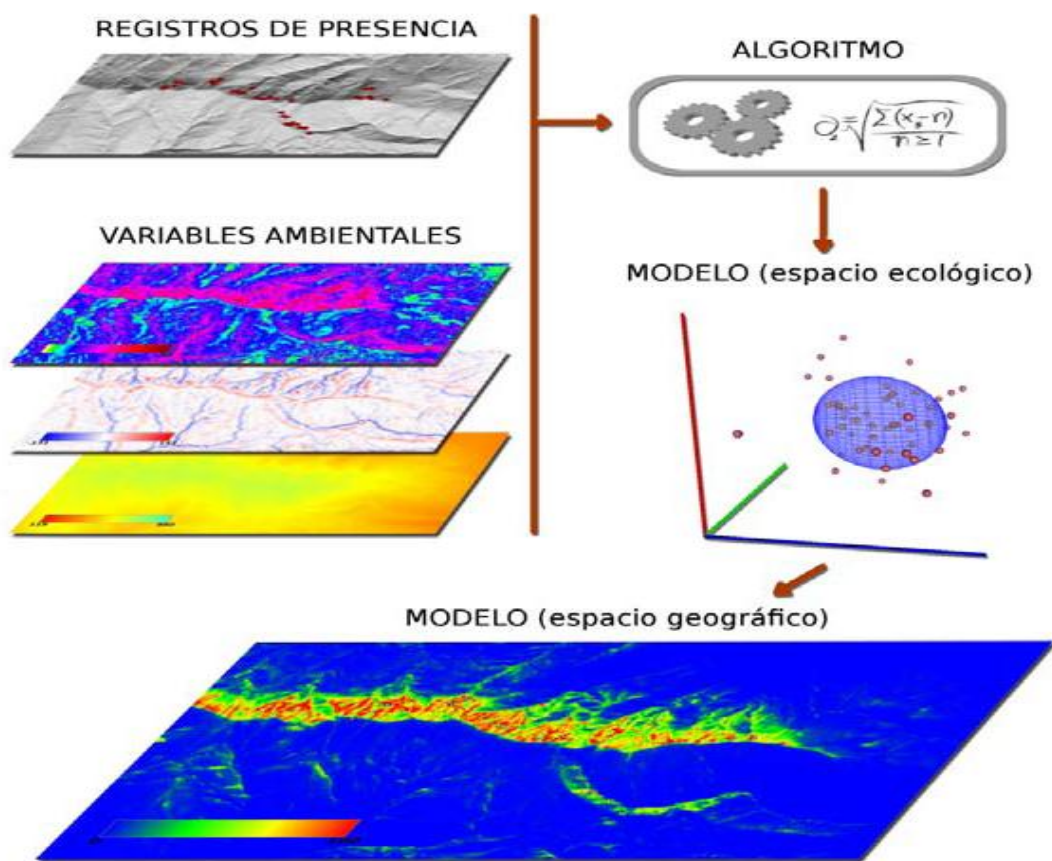 REGISTROS DE PRESENCIA
ALGORITMO
VARIABLES AMBIENTALES
MODELO (espacio ecológico)
MODELO (espacio geográfico)